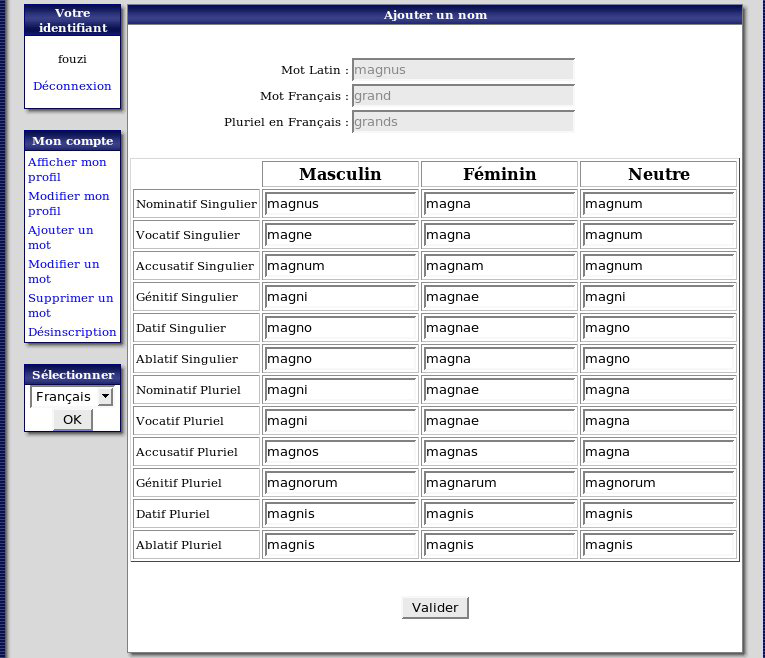 Votre
identifiant
fouzi
Déconnexion
Mon compte
Afficher mon
profil
Modifier mon
profil
Ajouter un
mot
Modifier un
mot
Supprimer un
mot
Désinscription
Sélectionner
Français
OK
Ajouter un nom
Mot Latin : magnus
Mot Français : grand
Pluriel en Français : grands
Masculin Féminin Neutre
Nominatif Singulier magnus magna magnum
Vocatif Singulier magne magna magnum
Accusatif Singulier magnum magnam magnum
Génitif Singulier magni magnae magni
Datif Singulier magno magnae magno
Ablatif Singulier magno magna magno
Nominatif Pluriel magni magnae magna
Vocatif Pluriel magni magnae magna
Accusatif Pluriel magnos magnas magna
Génitif Pluriel magnorum magnarum magnorum
Datif Pluriel magnis magnis magnis
Ablatif Pluriel magnis magnis magnis
Valider